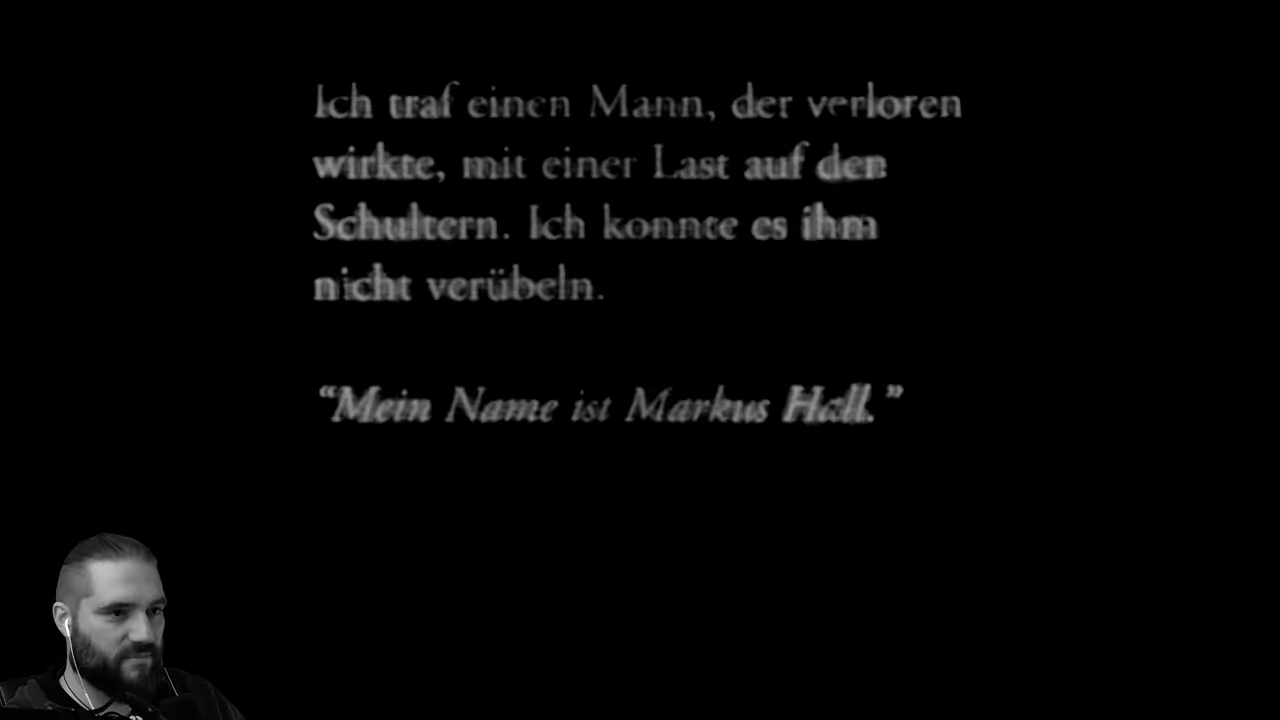 Ich traf einen Mann, der verloren
wirkte, mit einer Last auf den
Schultern. Ich konnte es ihm
nicht verübeln.
“Mein Name ist Markus Hall.”